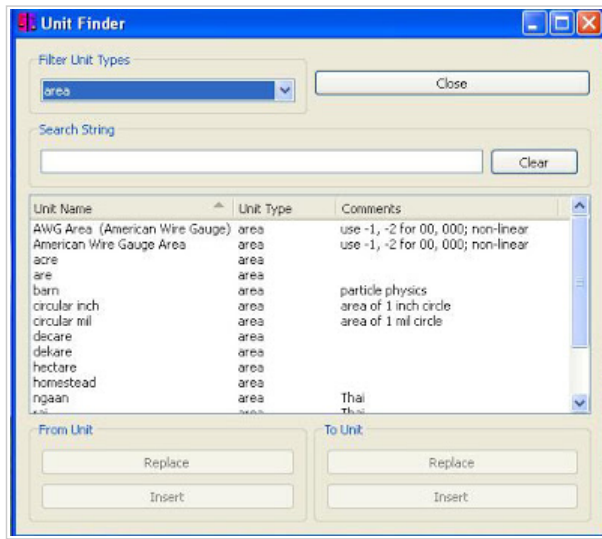 Unit Finder
Filter Unit Types
area
Close
Search String
Clear
Unit Name Unit Type Comments
AWG Area (American Wire Gauge) area use -1, -2 for 00, 000; non-linear
American Wire Gauge Area area use -1, -2 for 00, 000; non-linear
acre area
are area
barn area particle physics
circular inch area area of 1 inch circle
circular mil area area of 1 mil circle
decare area
dekare area
hectare area
homestead area
ngaan area Thai
rai area Thai
From Unit To Unit
Replace Replace
Insert Insert